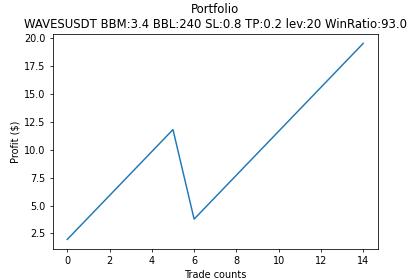 Portfolio
WAVESUSDT BBM:3.4 BBL:240 SL:0.8 TP:0.2 lev:20 WinRatio:93.0
20.0
17.5
15.0
12.5
10.0
7.5
5.0
2.5
Profit ($)
0 2 4 6 8 10 12 14
Trade counts